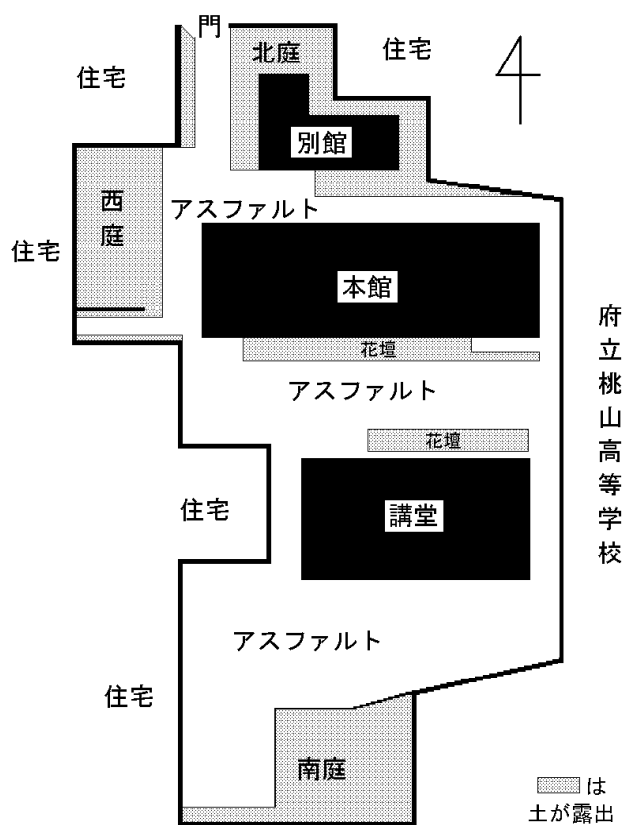 門
北庭
住宅
住宅
別館
西庭
アスファルト
住宅
本館
府立桃山高等学校
花壇
アスファルト
花壇
住宅
講堂
アスファルト
住宅
南庭
は
土が露出